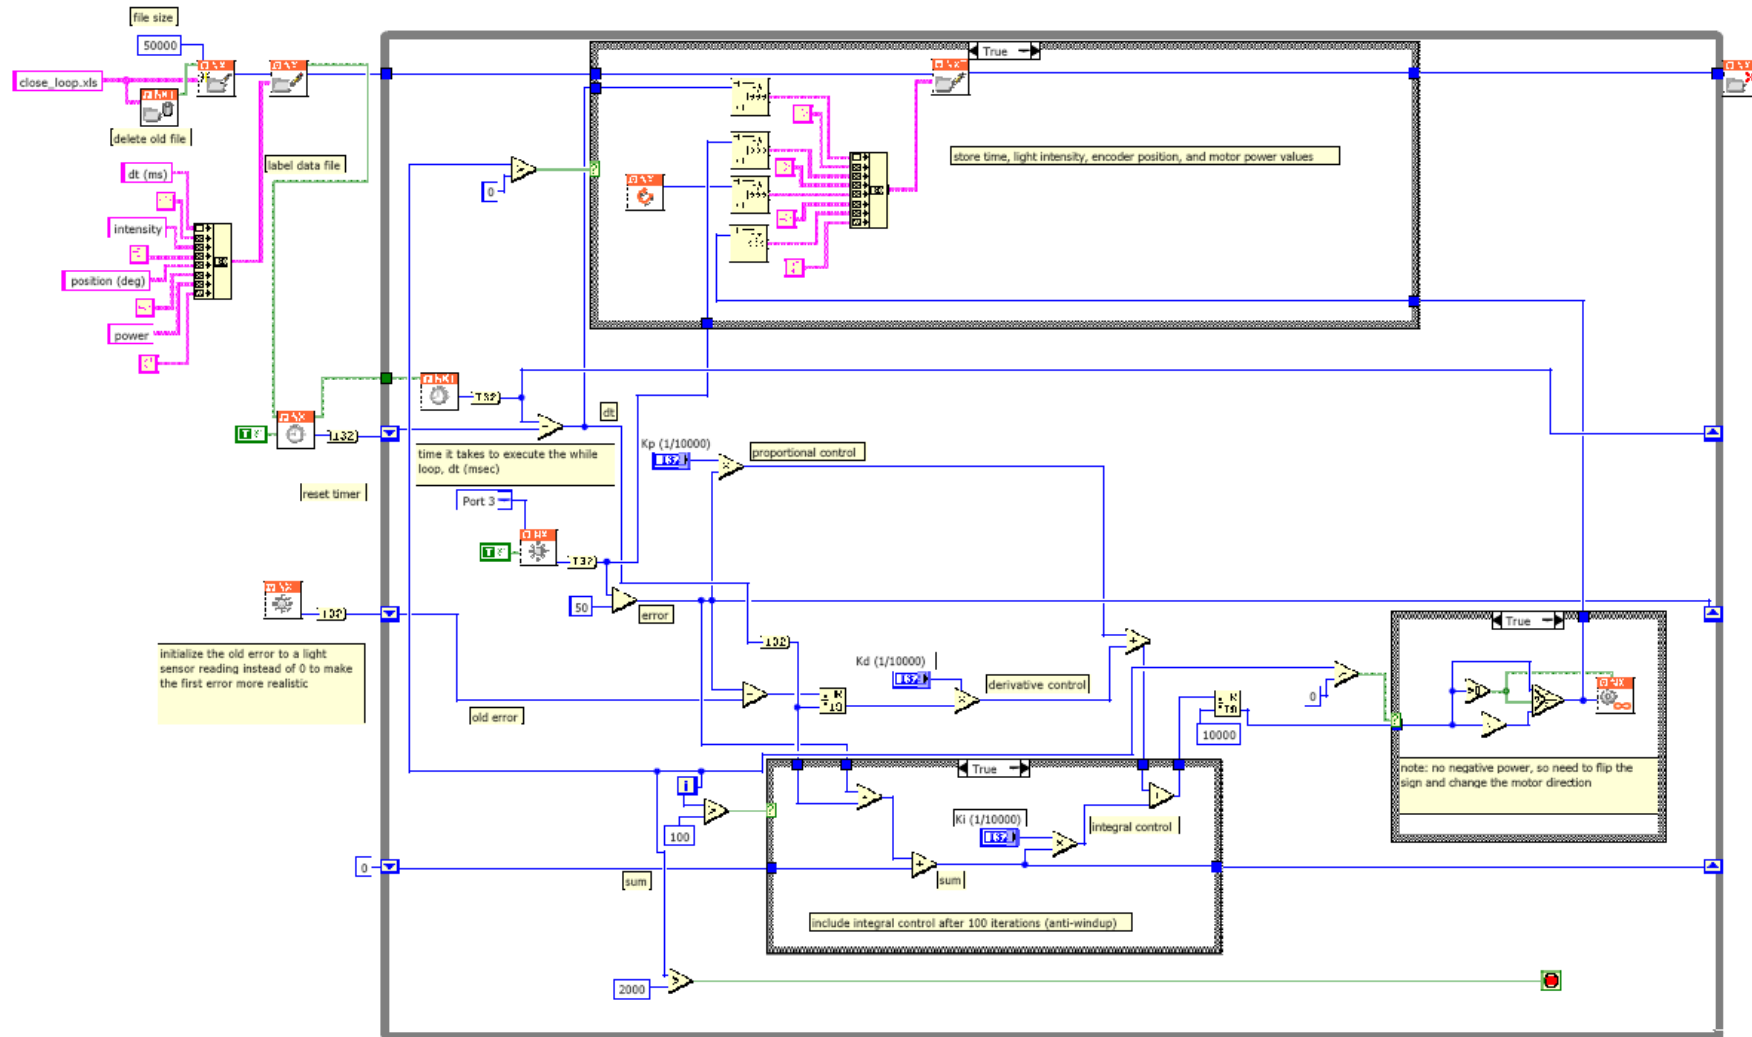 file size
50000
close_loop.xls
delete old file
label data file
dt (ms)
intensity
position (deg)
power
True
0
store time, light intensity, encoder position, and motor power values
dt
time it takes to execute the while
loop, dt (msec)
reset timer
Kp (1/10000)
proportional control
Port 3
50
error
initialize the old error to a light
sensor reading instead of 0 to make
the first error more realistic
old error
Kd (1/10000)
derivative control
10000
0
True
note: no negative power, so need to flip the
sign and change the motor direction
i
100
True
Ki (1/10000)
integral control
0
sum
sum
include integral control after 100 iterations (anti-windup)
2000